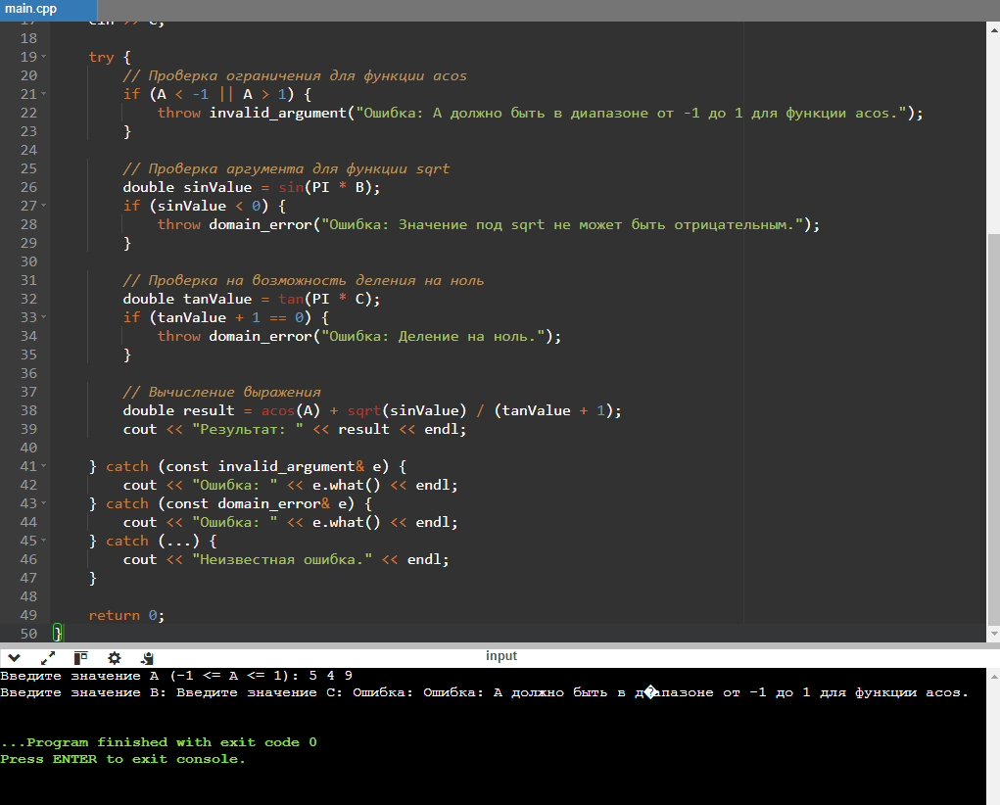 main.cpp
17 cin >> C;
18
19 try {
20 // Проверка ограничения для функции acos
21 if (A < -1 || A > 1) {
22 throw invalid_argument("Ошибка: A должно быть в диапазоне от -1 до 1 для функции acos.");
23 }
24
25 // Проверка аргумента для функции sqrt
26 double sinValue = sin(PI * B);
27 if (sinValue < 0) {
28 throw domain_error("Ошибка: Значение под sqrt не может быть отрицательным.");
29 }
30
31 // Проверка на возможность деления на ноль
32 double tanValue = tan(PI * C);
33 if (tanValue + 1 == 0) {
34 throw domain_error("Ошибка: Деление на ноль.");
35 }
36
37 // Вычисление выражения
38 double result = acos(A) + sqrt(sinValue) / (tanValue + 1);
39 cout << "Результат: " << result << endl;
40
41 } catch (const invalid_argument& e) {
42 cout << "Ошибка: " << e.what() << endl;
43 } catch (const domain_error& e) {
44 cout << "Ошибка: " << e.what() << endl;
45 } catch (...) {
46 cout << "Неизвестная ошибка." << endl;
47 }
48
49 return 0;
50 }
input
Введите значение A (-1 <= A <= 1): 5 4 9
Введите значение B: Введите значение C: Ошибка: Ошибка: A должно быть в д�апазоне от -1 до 1 для функции acos.
...Program finished with exit code 0
Press ENTER to exit console.